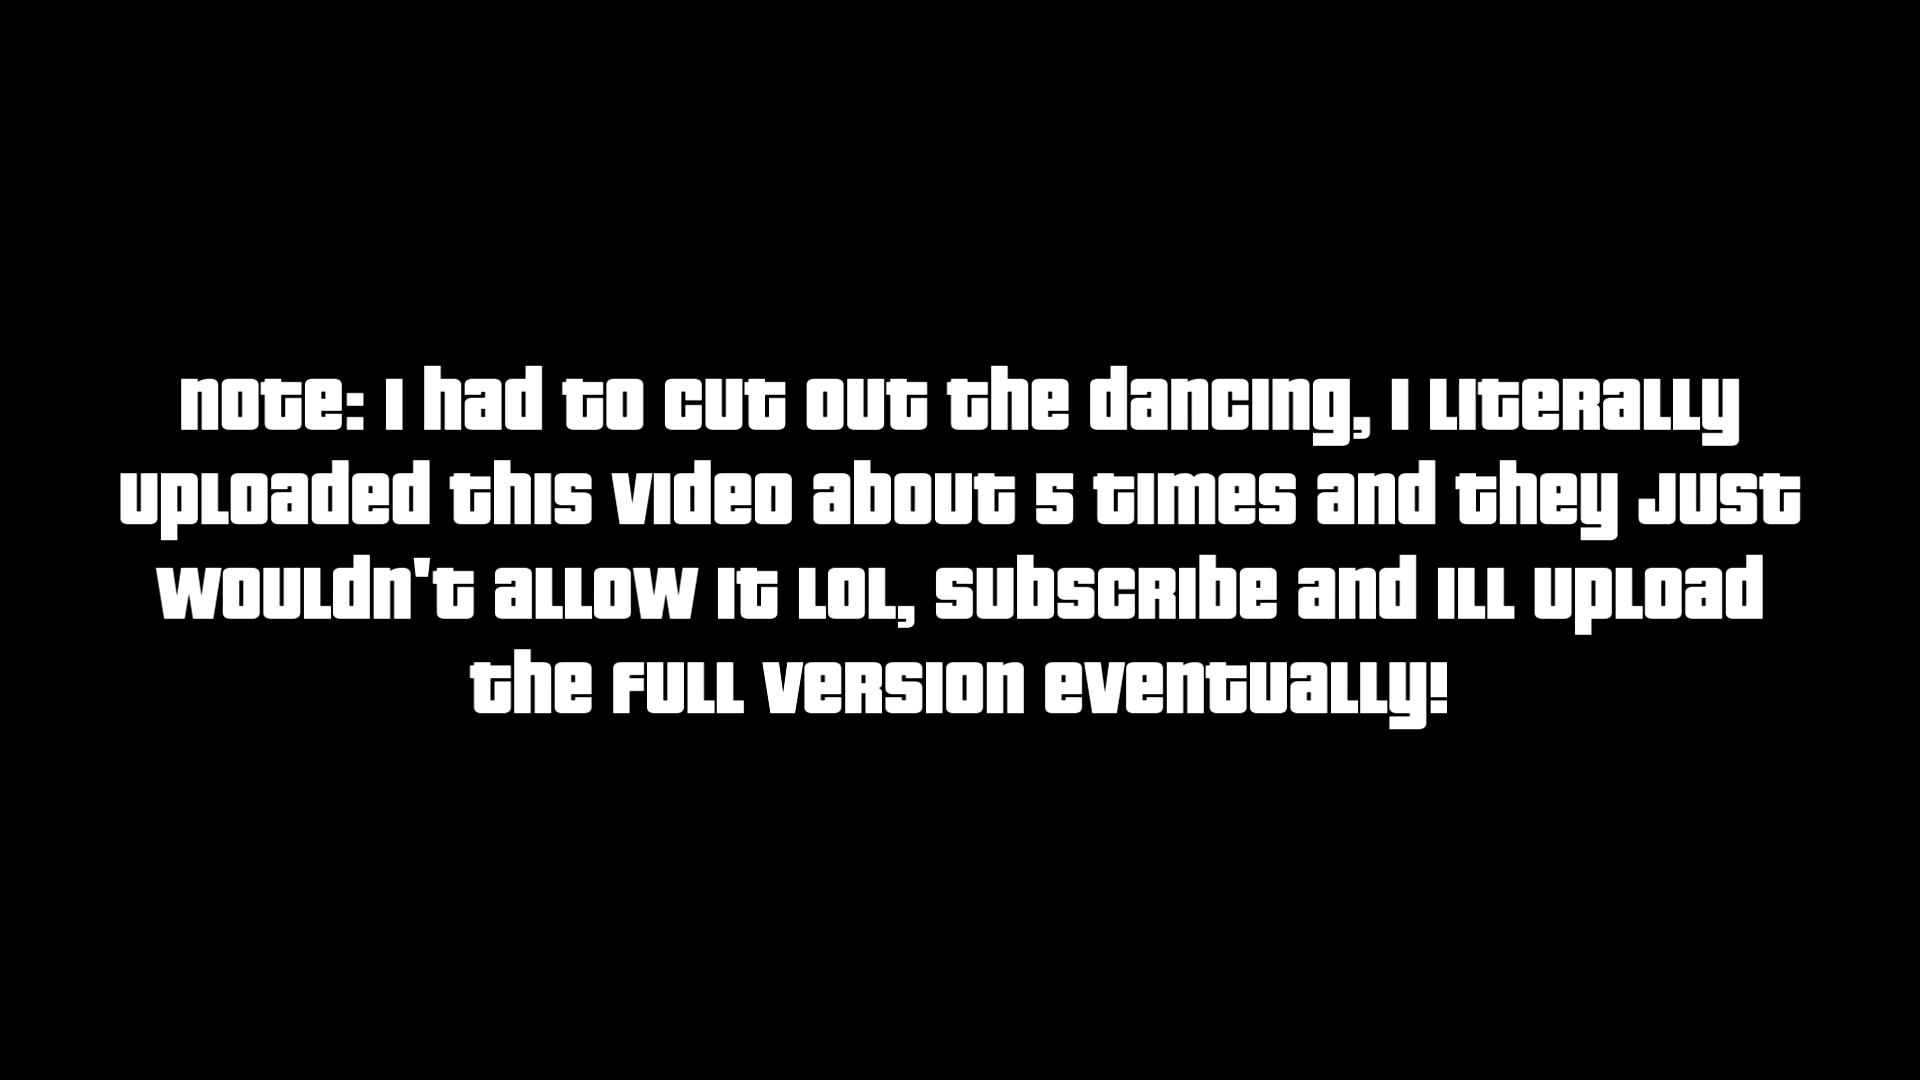 Note: I had to cut out the dancing, I literally
uploaded this video about 5 times and they just
wouldn't allow it lol, subscribe and ill upload
the full version eventually!